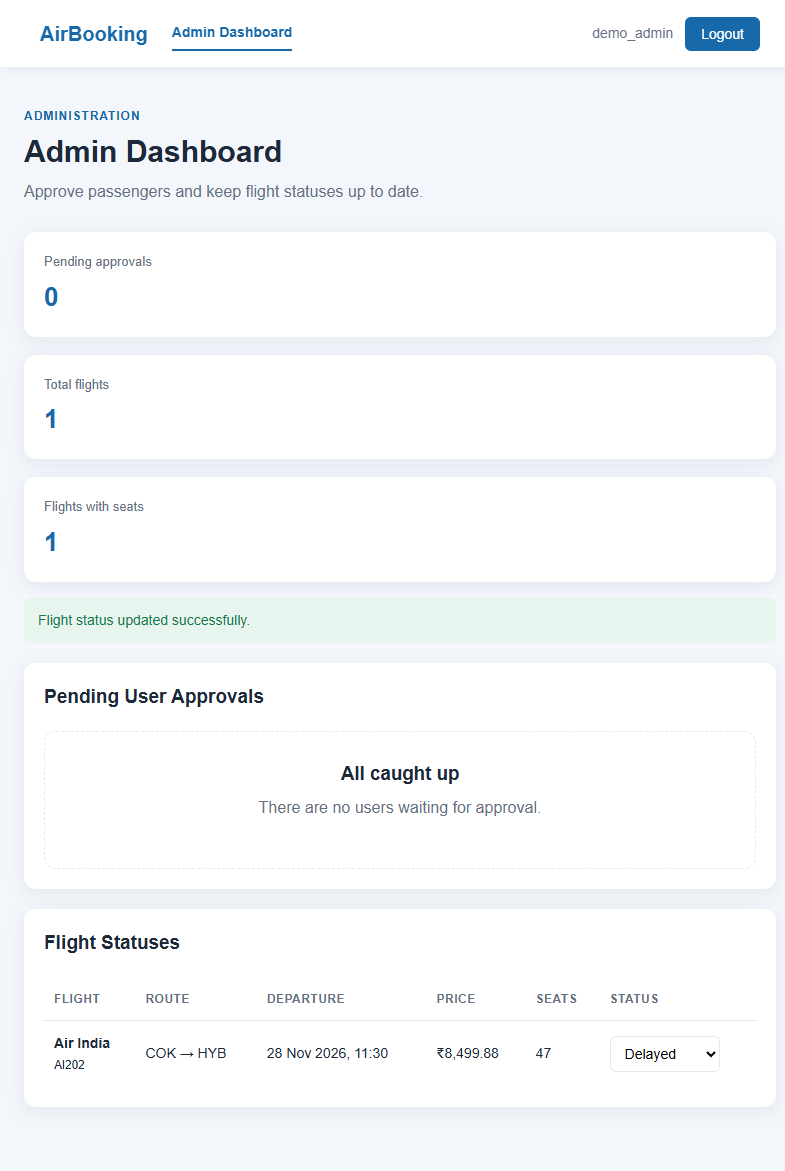 AirBooking Admin Dashboard demo_admin Logout
ADMINISTRATION
Admin Dashboard
Approve passengers and keep flight statuses up to date.
Pending approvals
0
Total flights
1
Flights with seats
1
Flight status updated successfully.
Pending User Approvals
All caught up
There are no users waiting for approval.
Flight Statuses
FLIGHT ROUTE DEPARTURE PRICE SEATS STATUS
Air India
AI202
COK → HYB 28 Nov 2026, 11:30 ₹8,499.88 47 Delayed